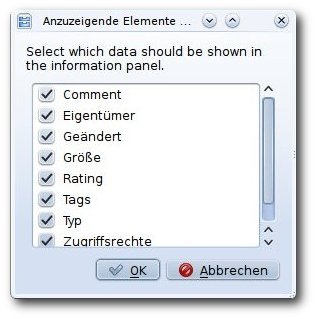 Anzuzeigende Elemente ...
Select which data should be shown in
the information panel.
Comment
Eigentümer
Geändert
Größe
Rating
Tags
Typ
Zugriffsrechte
OK
Abbrechen